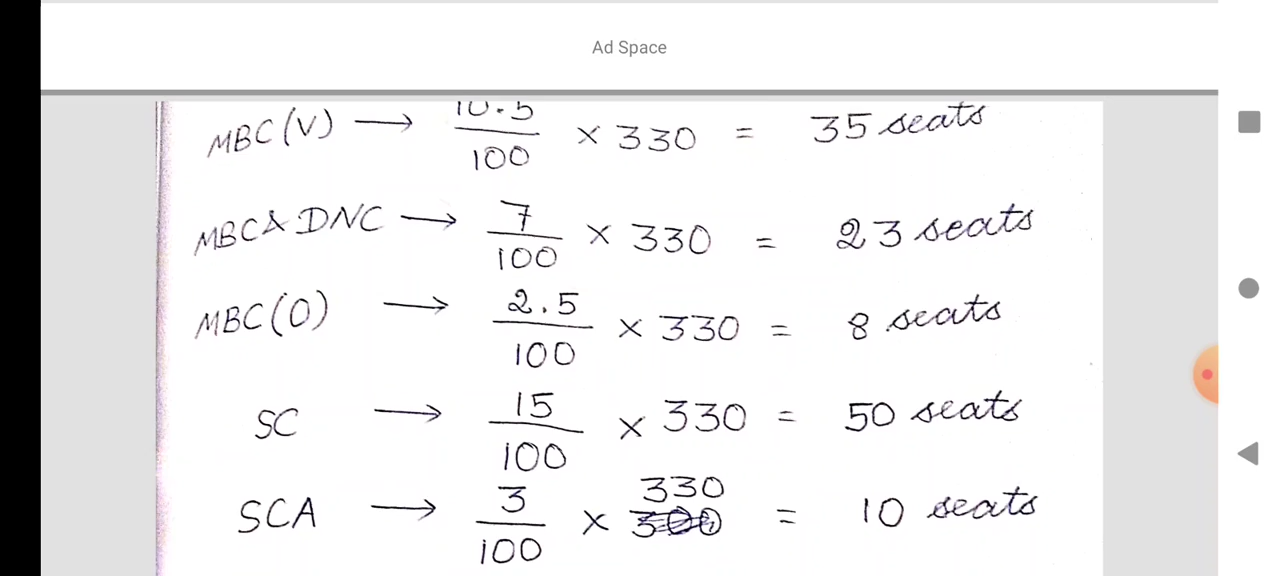 Ad Space
MBC(V) → 10.5/100 × 330 = 35 seats
MBC & DNC → 7/100 × 330 = 23 seats
MBC(O) → 2.5/100 × 330 = 8 seats
SC → 15/100 × 330 = 50 seats
SCA → 3/100 × 330 = 10 seats